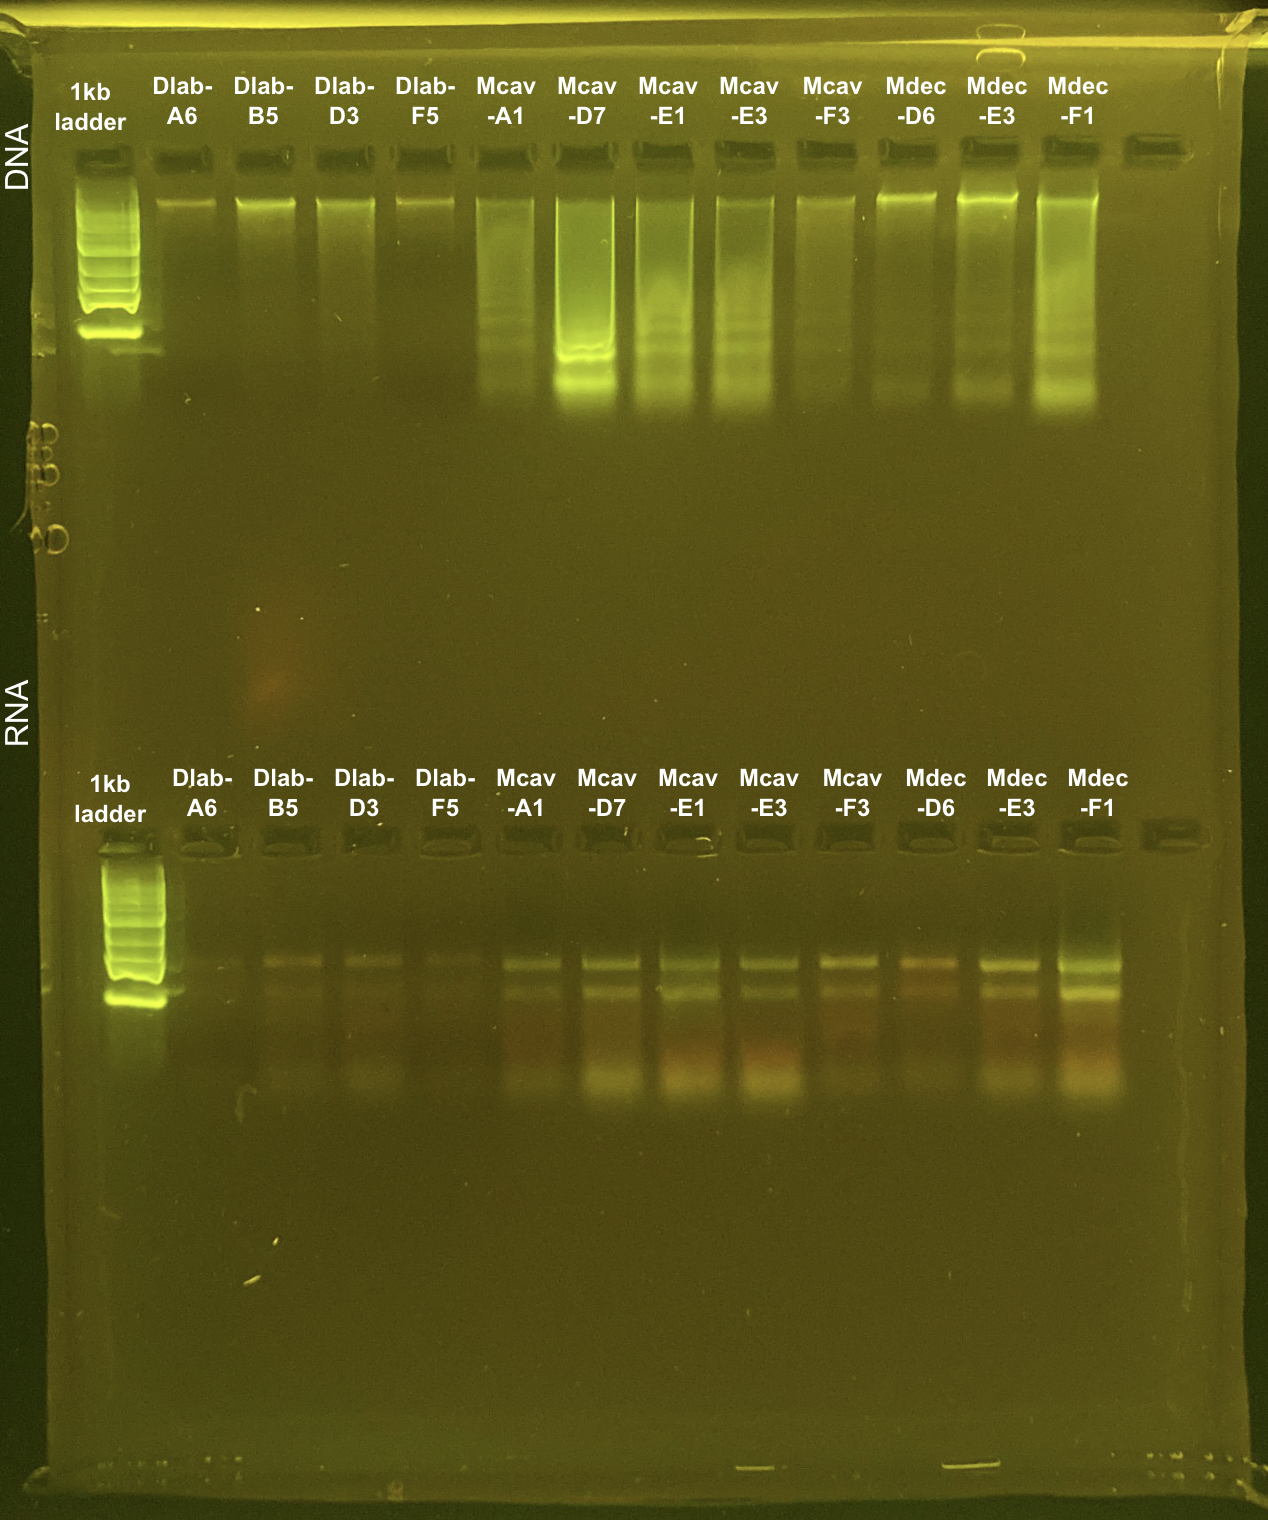 DNA
1kb ladder
Dlab-A6
Dlab-B5
Dlab-D3
Dlab-F5
Mcav-A1
Mcav-D7
Mcav-E1
Mcav-E3
Mcav-F3
Mdec-D6
Mdec-E3
Mdec-F1
RNA
1kb ladder
Dlab-A6
Dlab-B5
Dlab-D3
Dlab-F5
Mcav-A1
Mcav-D7
Mcav-E1
Mcav-E3
Mcav-F3
Mdec-D6
Mdec-E3
Mdec-F1